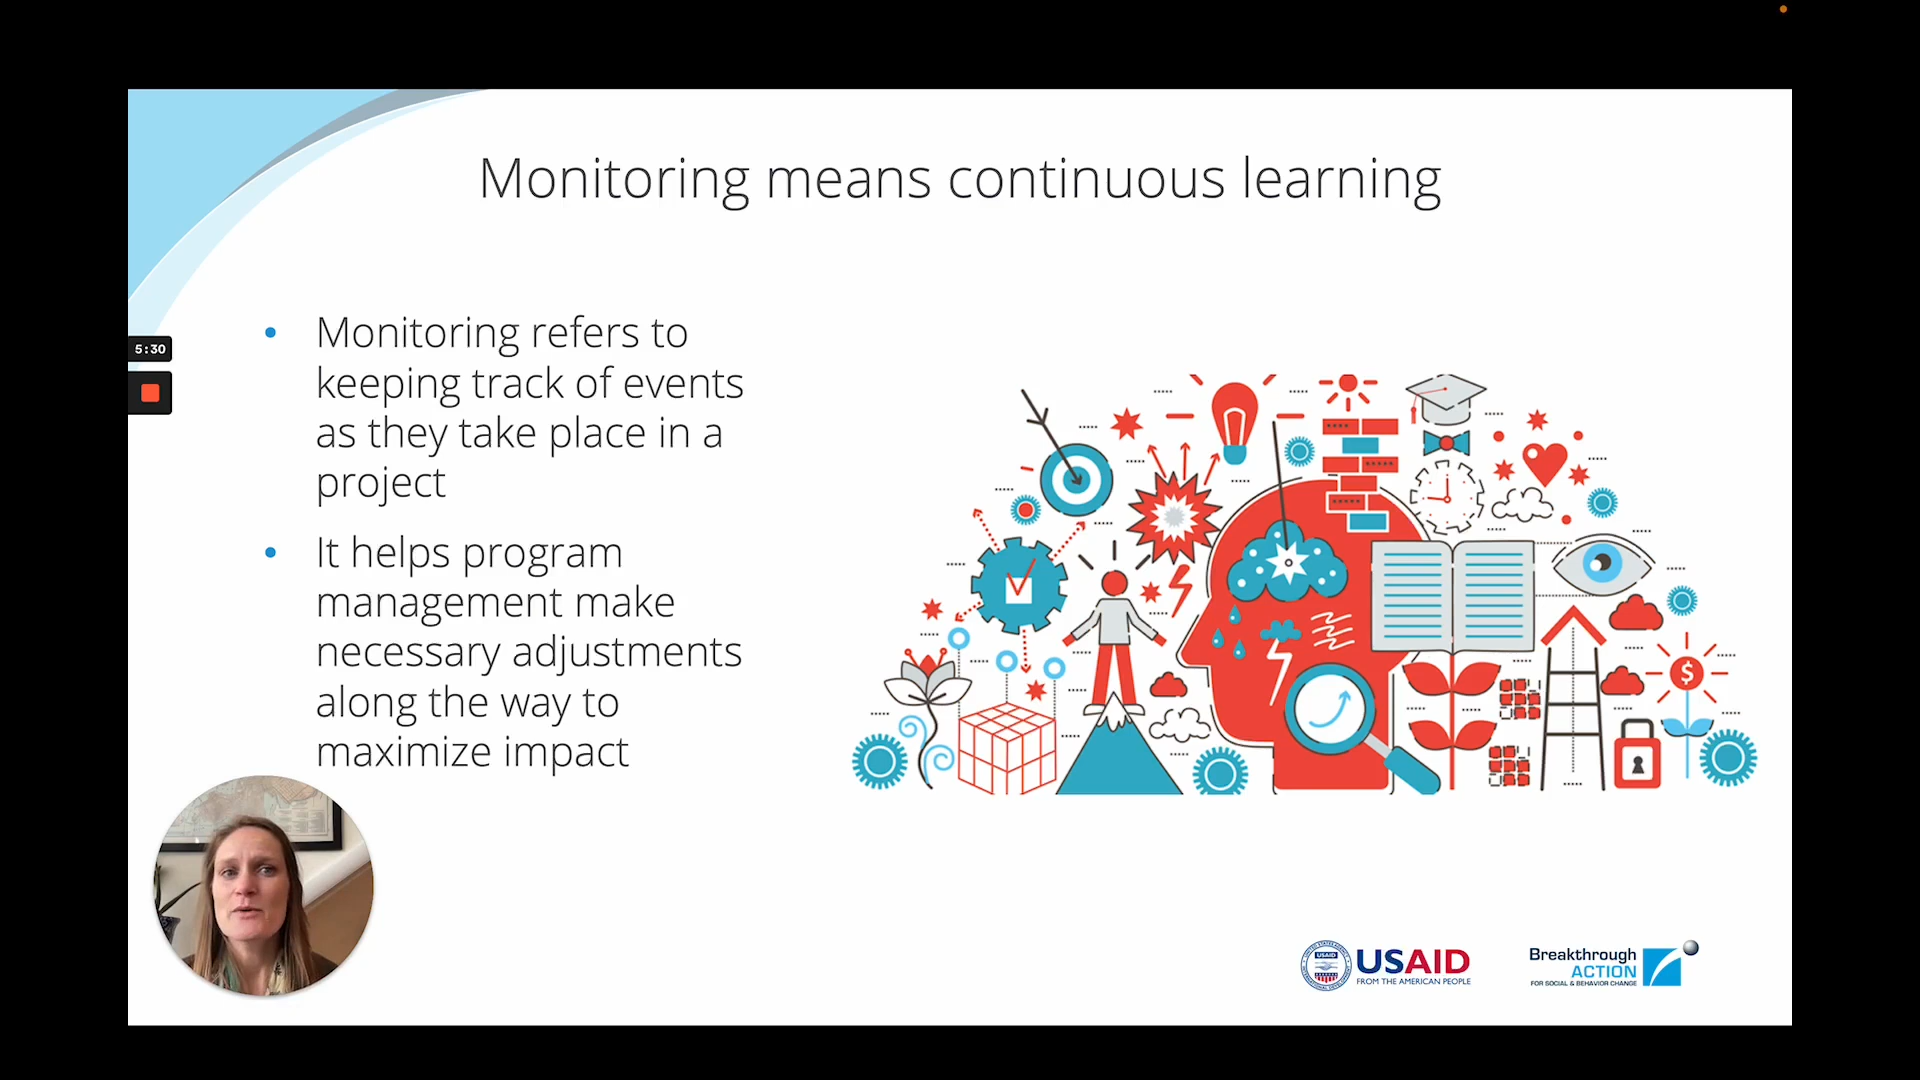 Monitoring means continuous learning
5:30
• Monitoring refers to
keeping track of events
as they take place in a
project
• It helps program
management make
necessary adjustments
along the way to
maximize impact
$
USAID
USAID
FROM THE AMERICAN PEOPLE
Breakthrough
ACTION
FOR SOCIAL & BEHAVIOR CHANGE